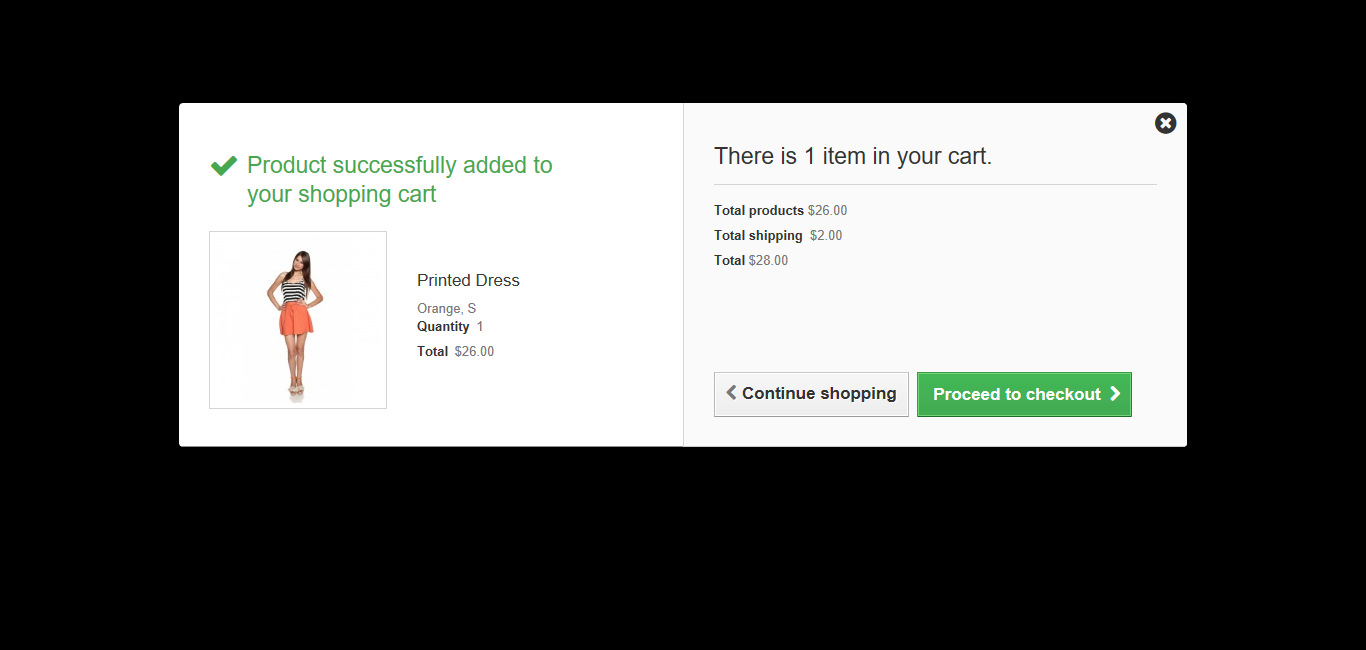 Product successfully added to
your shopping cart
Printed Dress
Orange, S
Quantity 1
Total $26.00
There is 1 item in your cart.
Total products $26.00
Total shipping $2.00
Total $28.00
Continue shopping
Proceed to checkout